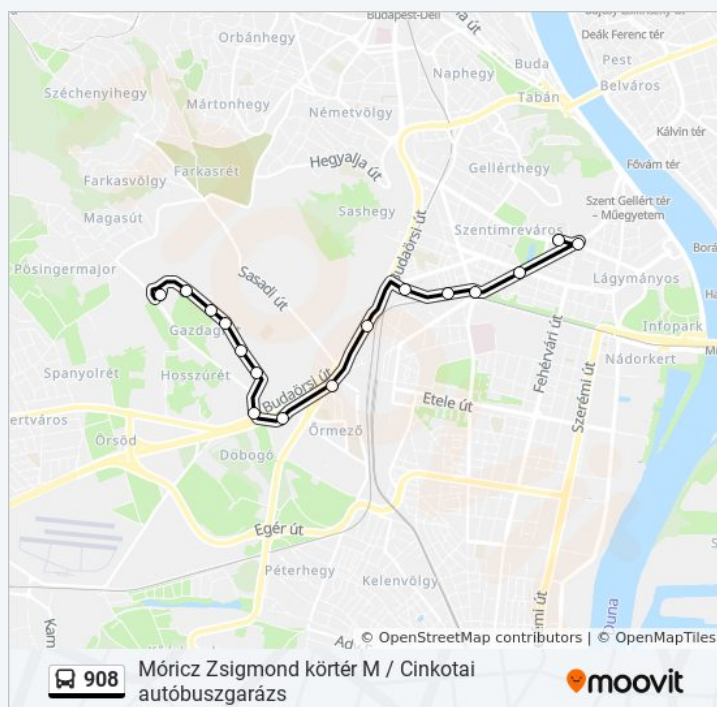 Budapest-Déli
Deák Ferenc tér
Orbánhegy
Buda
Pest
Naphegy
Belváros
Széchenyihegy
Mártonhegy
Tabán
Németvölgy
Kálvin tér
Farkasrét
Hegyalja út
Gellérthegy
Fővám tér
Farkasvölgy
Sashegy
Szent Gellért tér
– Műegyetem
Magasút
Szentimreváros
Budaörsi út
Pösingermajor
Sasadi út
Lágymányos
Gazdagrét
Infopark
Fehérvári út
Nádorkert
Spanyolrét
Hosszúrét
Budaörsi út
Etele út
Szerémi út
Őrmező
Örsöd
Dobogó
Egér út
Péterhegy
Kelenvölgy
© OpenStreetMap contributors | © OpenMapTiles
908
Móricz Zsigmond körtér M / Cinkotai
autóbuszgarázs
moovit